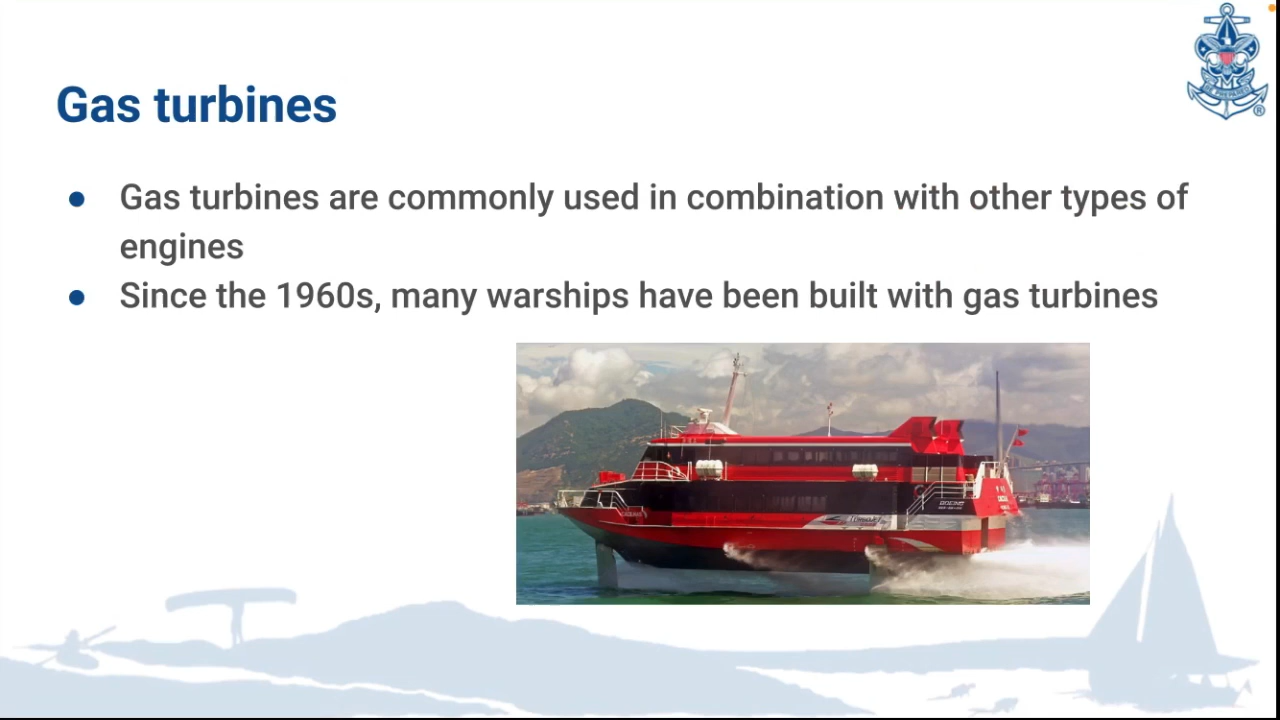 Gas turbines
● Gas turbines are commonly used in combination with other types of
engines
● Since the 1960s, many warships have been built with gas turbines